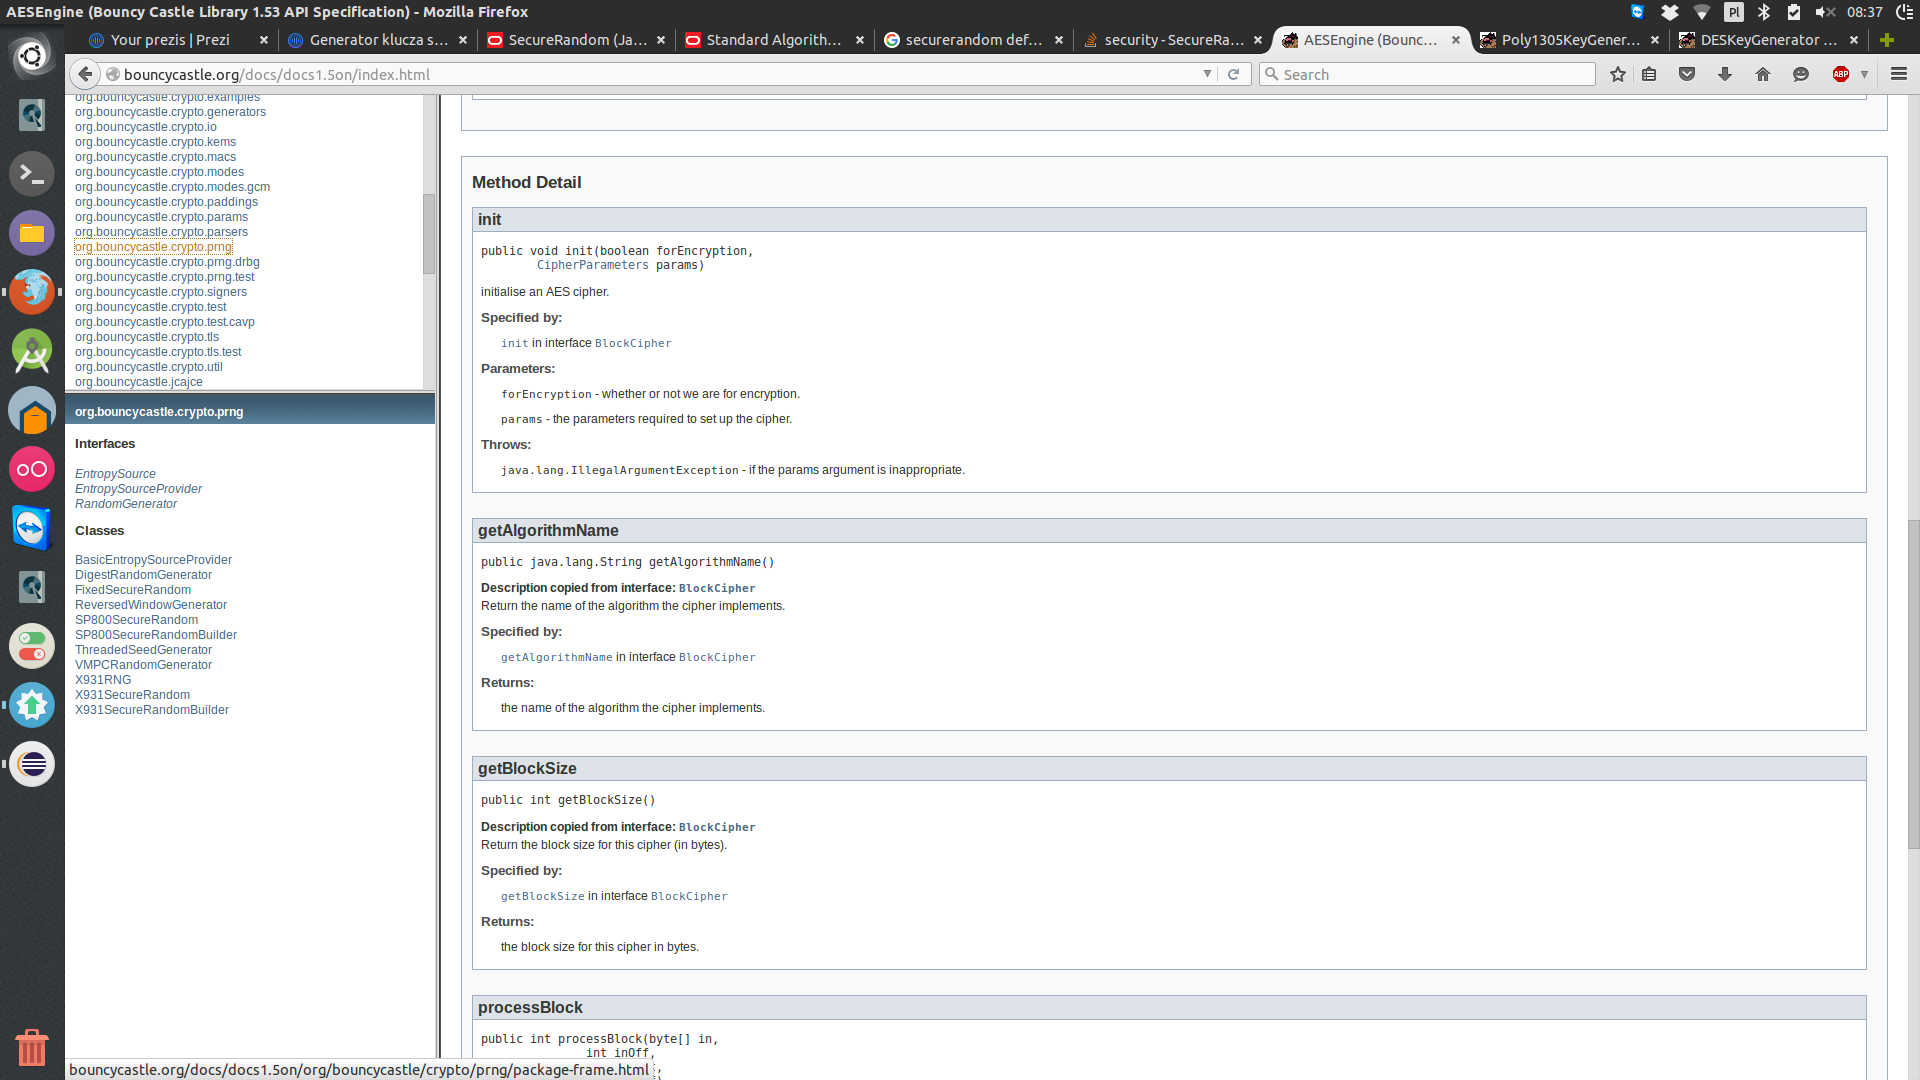 AESEngine (Bouncy Castle Library 1.53 API Specification) - Mozilla Firefox
Pl
08:37
Your prezis | Prezi
Generator klucza s...
SecureRandom (Ja...
Standard Algorith...
securerandom def...
security - SecureRa...
AESEngine (Bounc...
Poly1305KeyGener...
DESKeyGenerator ...
bouncycastle.org/docs/docs1.5on/index.html
Search
ABP
org.bouncycastle.crypto.examples
org.bouncycastle.crypto.generators
org.bouncycastle.crypto.io
org.bouncycastle.crypto.kems
org.bouncycastle.crypto.macs
org.bouncycastle.crypto.modes
org.bouncycastle.crypto.modes.gcm
org.bouncycastle.crypto.paddings
org.bouncycastle.crypto.params
org.bouncycastle.crypto.parsers
org.bouncycastle.crypto.prng
org.bouncycastle.crypto.prng.drbg
org.bouncycastle.crypto.prng.test
org.bouncycastle.crypto.signers
org.bouncycastle.crypto.test
org.bouncycastle.crypto.test.cavp
org.bouncycastle.crypto.tls
org.bouncycastle.crypto.tls.test
org.bouncycastle.crypto.util
org.bouncycastle.jcajce
org.bouncycastle.crypto.prng
Interfaces
EntropySource
EntropySourceProvider
RandomGenerator
Classes
BasicEntropySourceProvider
DigestRandomGenerator
FixedSecureRandom
ReversedWindowGenerator
SP800SecureRandom
SP800SecureRandomBuilder
ThreadedSeedGenerator
VMPCRandomGenerator
X931RNG
X931SecureRandom
X931SecureRandomBuilder
Method Detail
init
public void init(boolean forEncryption,
CipherParameters params)
initialise an AES cipher.
Specified by:
init in interface BlockCipher
Parameters:
forEncryption - whether or not we are for encryption.
params - the parameters required to set up the cipher.
Throws:
java.lang.IllegalArgumentException - if the params argument is inappropriate.
getAlgorithmName
public java.lang.String getAlgorithmName()
Description copied from interface: BlockCipher
Return the name of the algorithm the cipher implements.
Specified by:
getAlgorithmName in interface BlockCipher
Returns:
the name of the algorithm the cipher implements.
getBlockSize
public int getBlockSize()
Description copied from interface: BlockCipher
Return the block size for this cipher (in bytes).
Specified by:
getBlockSize in interface BlockCipher
Returns:
the block size for this cipher in bytes.
processBlock
public int processBlock(byte[] in,
int inOff,
bouncycastle.org/docs/docs1.5on/org/bouncycastle/crypto/prng/package-frame.html